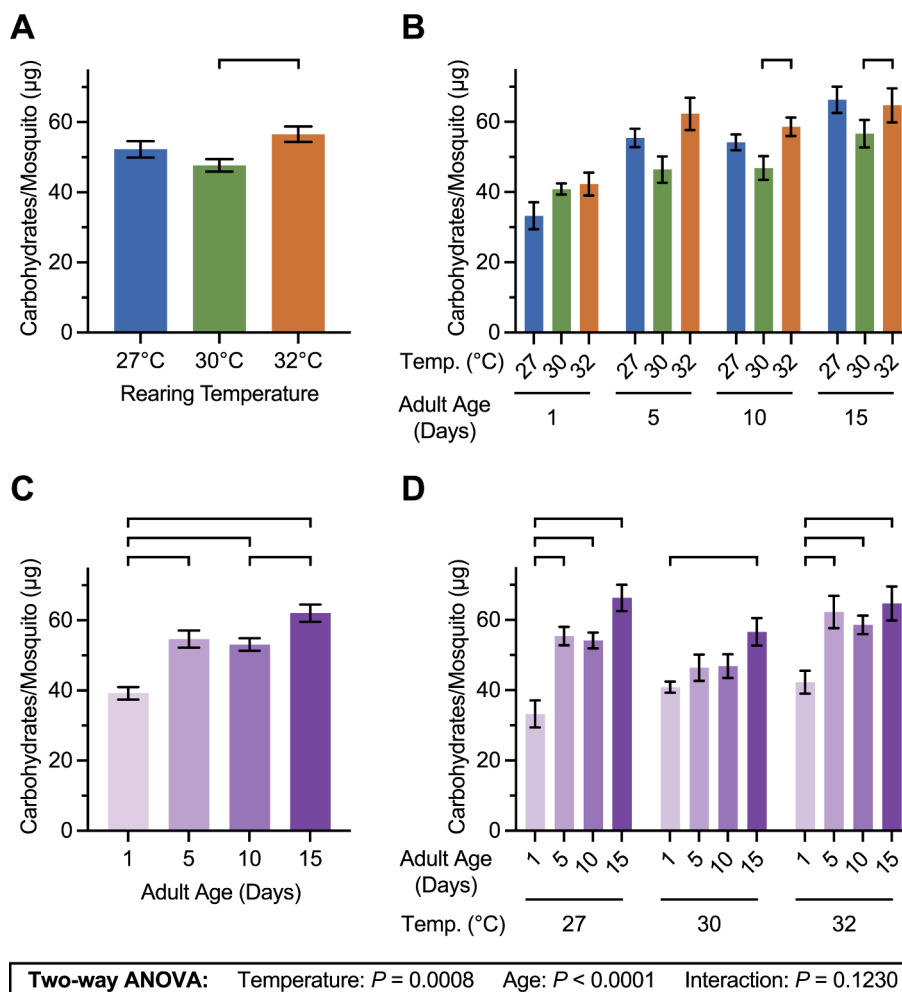 A
Carbohydrates/Mosquito (µg)
60
40
20
0
27°C 30°C 32°C
Rearing Temperature
B
Carbohydrates/Mosquito (µg)
60
40
20
0
Temp. (°C) 27 30 32 27 30 32 27 30 32 27 30 32
Adult Age
(Days)
1 5 10 15
C
Carbohydrates/Mosquito (µg)
60
40
20
0
1 5 10 15
Adult Age (Days)
D
Carbohydrates/Mosquito (µg)
60
40
20
0
Adult Age
(Days)
1 5 10 15 1 5 10 15 1 5 10 15
Temp. (°C) 27 30 32
Two-way ANOVA: Temperature: P = 0.0008 Age: P < 0.0001 Interaction: P = 0.1230